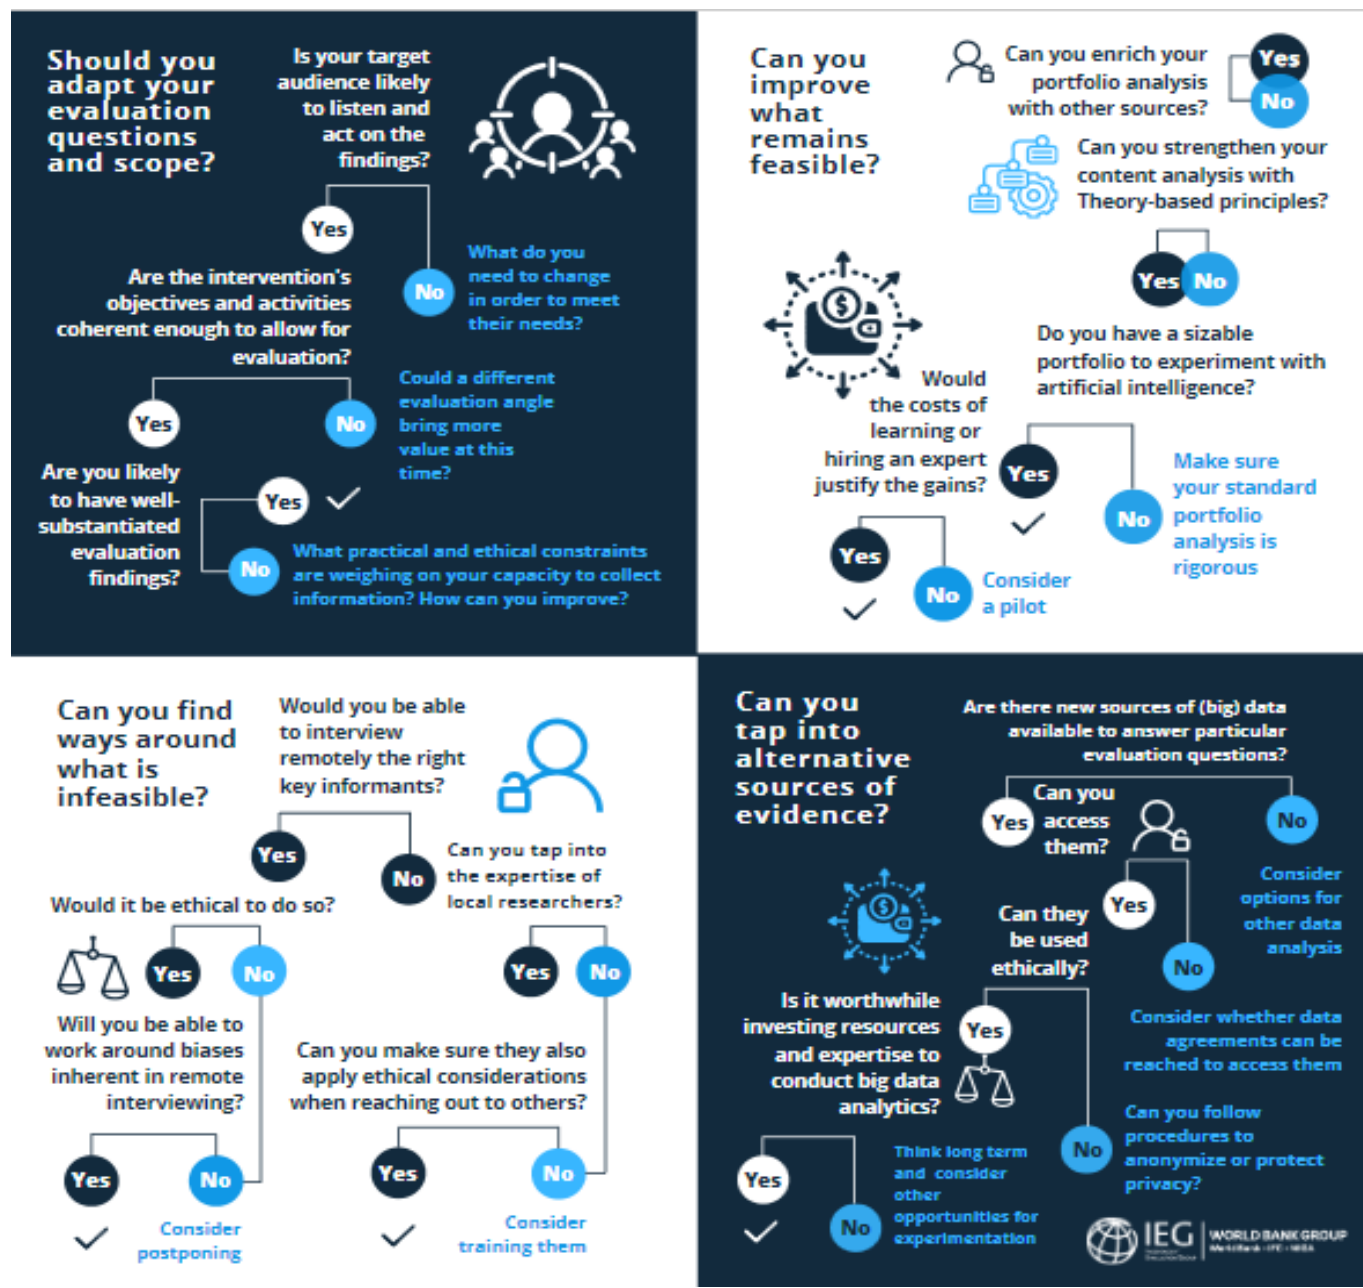 Should you
adapt your
evaluation
questions
and scope?
Is your target
audience likely
to listen and
act on the
findings?
Yes
No
What do you
need to change
in order to meet
their needs?
Are the intervention's
objectives and activities
coherent enough to allow for
evaluation?
Yes
No
Could a different
evaluation angle
bring more
value at this
time?
Are you likely
to have well-
substantiated
evaluation
findings?
Yes
No
What practical and ethical constraints
are weighing on your capacity to collect
information? How can you improve?
Can you
improve
what
remains
feasible?
Can you enrich your
portfolio analysis
with other sources?
Yes
No
Can you strengthen your
content analysis with
Theory-based principles?
Yes
No
Do you have a sizable
portfolio to experiment with
artificial intelligence?
Yes
No
Make sure
your standard
portfolio
analysis is
rigorous
Would
the costs of
learning or
hiring an expert
justify the gains?
Yes
No
Consider
a pilot
Can you find
ways around
what is
infeasible?
Would you be able
to interview
remotely the right
key informants?
Yes
No
Can you tap into
the expertise of
local researchers?
Would it be ethical to do so?
Yes
No
Yes
No
Will you be able to
work around biases
inherent in remote
interviewing?
Yes
No
Consider
postponing
Can you make sure they also
apply ethical considerations
when reaching out to others?
Yes
No
Consider
training them
Can you
tap into
alternative
sources of
evidence?
Are there new sources of (big) data
available to answer particular
evaluation questions?
Yes
No
Consider
options for
other data
analysis
Can you
access
them?
Yes
No
Consider whether data
agreements can be
reached to access them
Can they
be used
ethically?
Yes
No
Can you follow
procedures to
anonymize or protect
privacy?
Is it worthwhile
investing resources
and expertise to
conduct big data
analytics?
Yes
No
Think long term
and consider
other
opportunities for
experimentation
IEG
WORLD BANK GROUP
World Bank • IFC • MIGA